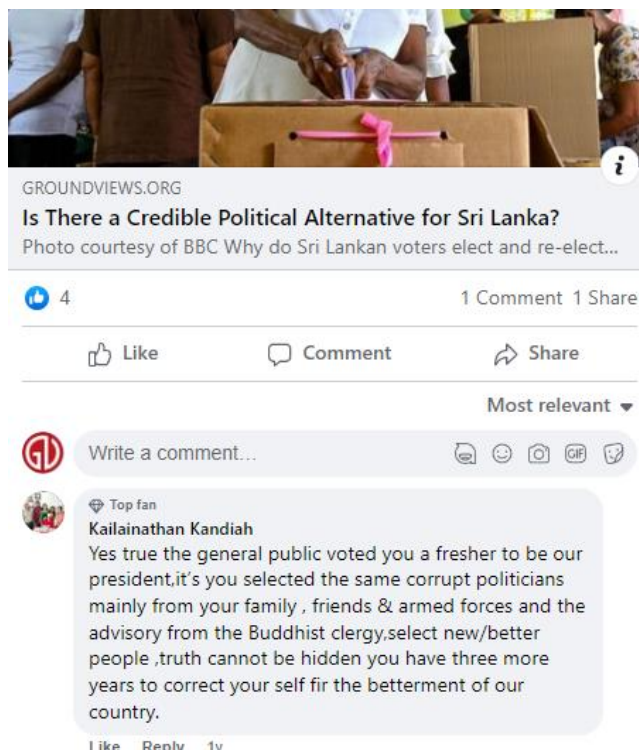 GROUNDVIEWS.ORG
Is There a Credible Political Alternative for Sri Lanka?
Photo courtesy of BBC Why do Sri Lankan voters elect and re-elect...
4
1 Comment 1 Share
Like Comment Share
Most relevant
Write a comment...
GIF
Top fan
Kailainathan Kandiah
Yes true the general public voted you a fresher to be our
president,it's you selected the same corrupt politicians
mainly from your family , friends & armed forces and the
advisory from the Buddhist clergy,select new/better
people ,truth cannot be hidden you have three more
years to correct your self fir the betterment of our
country.
Like Reply 1y